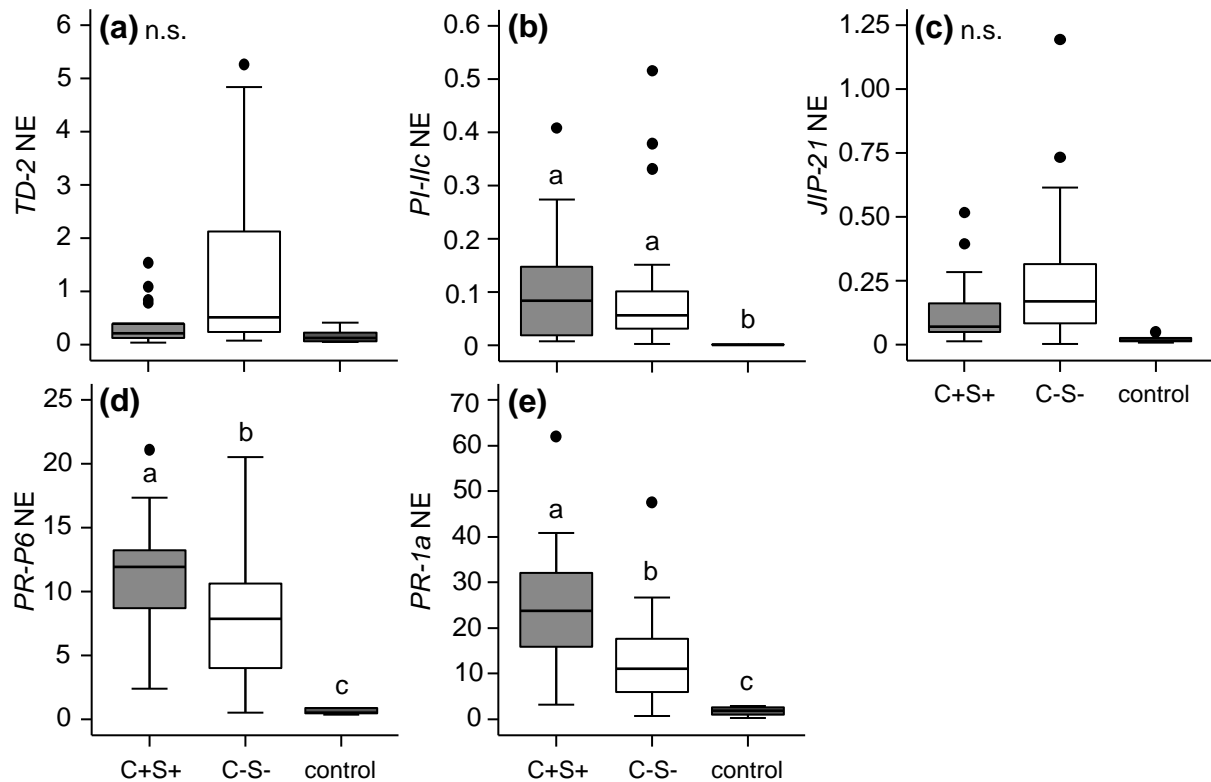 (a) n.s.
TD-2 NE
6
5
4
3
2
1
0
(b)
PI-IIc NE
0.6
0.5
0.4
0.3
0.2
0.1
0
a
a
b
(c) n.s.
JIP-21 NE
1.25
1.00
0.75
0.50
0.25
0
C+S+ C-S- control
(d)
PR-P6 NE
25
20
15
10
5
0
a
b
c
C+S+ C-S- control
(e)
PR-1a NE
70
60
50
40
30
20
10
0
a
b
c
C+S+ C-S- control